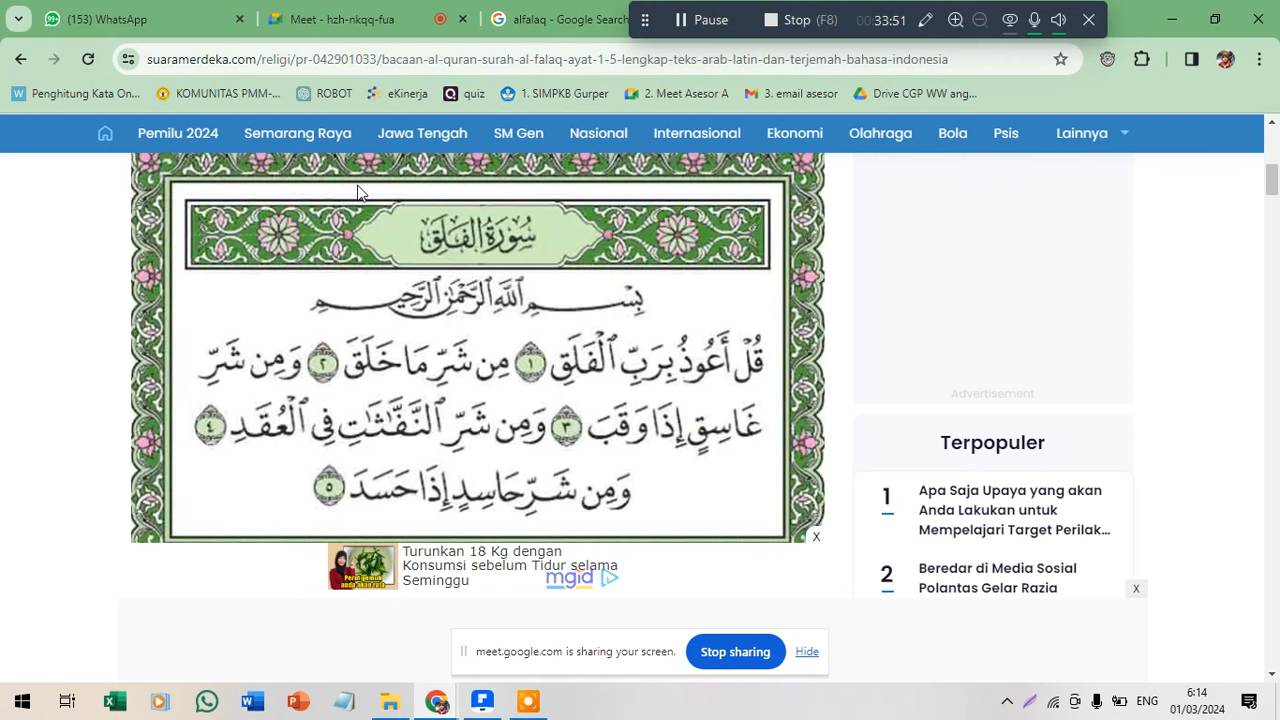 (153) WhatsApp
Meet - hzh-nkqq-fua
alfalaq - Google Search
Pause
Stop (F8)
00:33:51
suaramerdeka.com/religi/pr-042901033/bacaan-al-quran-surah-al-falaq-ayat-1-5-lengkap-teks-arab-latin-dan-terjemah-bahasa-indonesia
Penghitung Kata On...
KOMUNITAS PMM-...
ROBOT
eKinerja
quiz
1. SIMPKB Gurper
2. Meet Asesor A
3. email asesor
Drive CGP WW ang...
Pemilu 2024
Semarang Raya
Jawa Tengah
SM Gen
Nasional
Internasional
Ekonomi
Olahraga
Bola
Psis
Lainnya
سُورَةُ الْفَلَقِ
بِسْمِ اللَّهِ الرَّحْمَٰنِ الرَّحِيمِ
قُلْ أَعُوذُ بِرَبِّ ٱلْفَلَقِ ١ مِن شَرِّ مَا خَلَقَ ٢ وَمِن شَرِّ
غَاسِقٍ إِذَا وَقَبَ ٣ وَمِن شَرِّ ٱلنَّفَّٰثَٰتِ فِى ٱلْعُقَدِ ٤
وَمِن شَرِّ حَاسِدٍ إِذَا حَسَدَ ٥
Advertisement
Terpopuler
1
Apa Saja Upaya yang akan
Anda Lakukan untuk
Mempelajari Target Perilak...
2
Beredar di Media Sosial
Polantas Gelar Razia
X
Perut gemuk
anda akan rata
Turunkan 18 Kg dengan
Konsumsi sebelum Tidur selama
Seminggu
mgid
X
meet.google.com is sharing your screen.
Stop sharing
Hide
ENG
6:14
01/03/2024